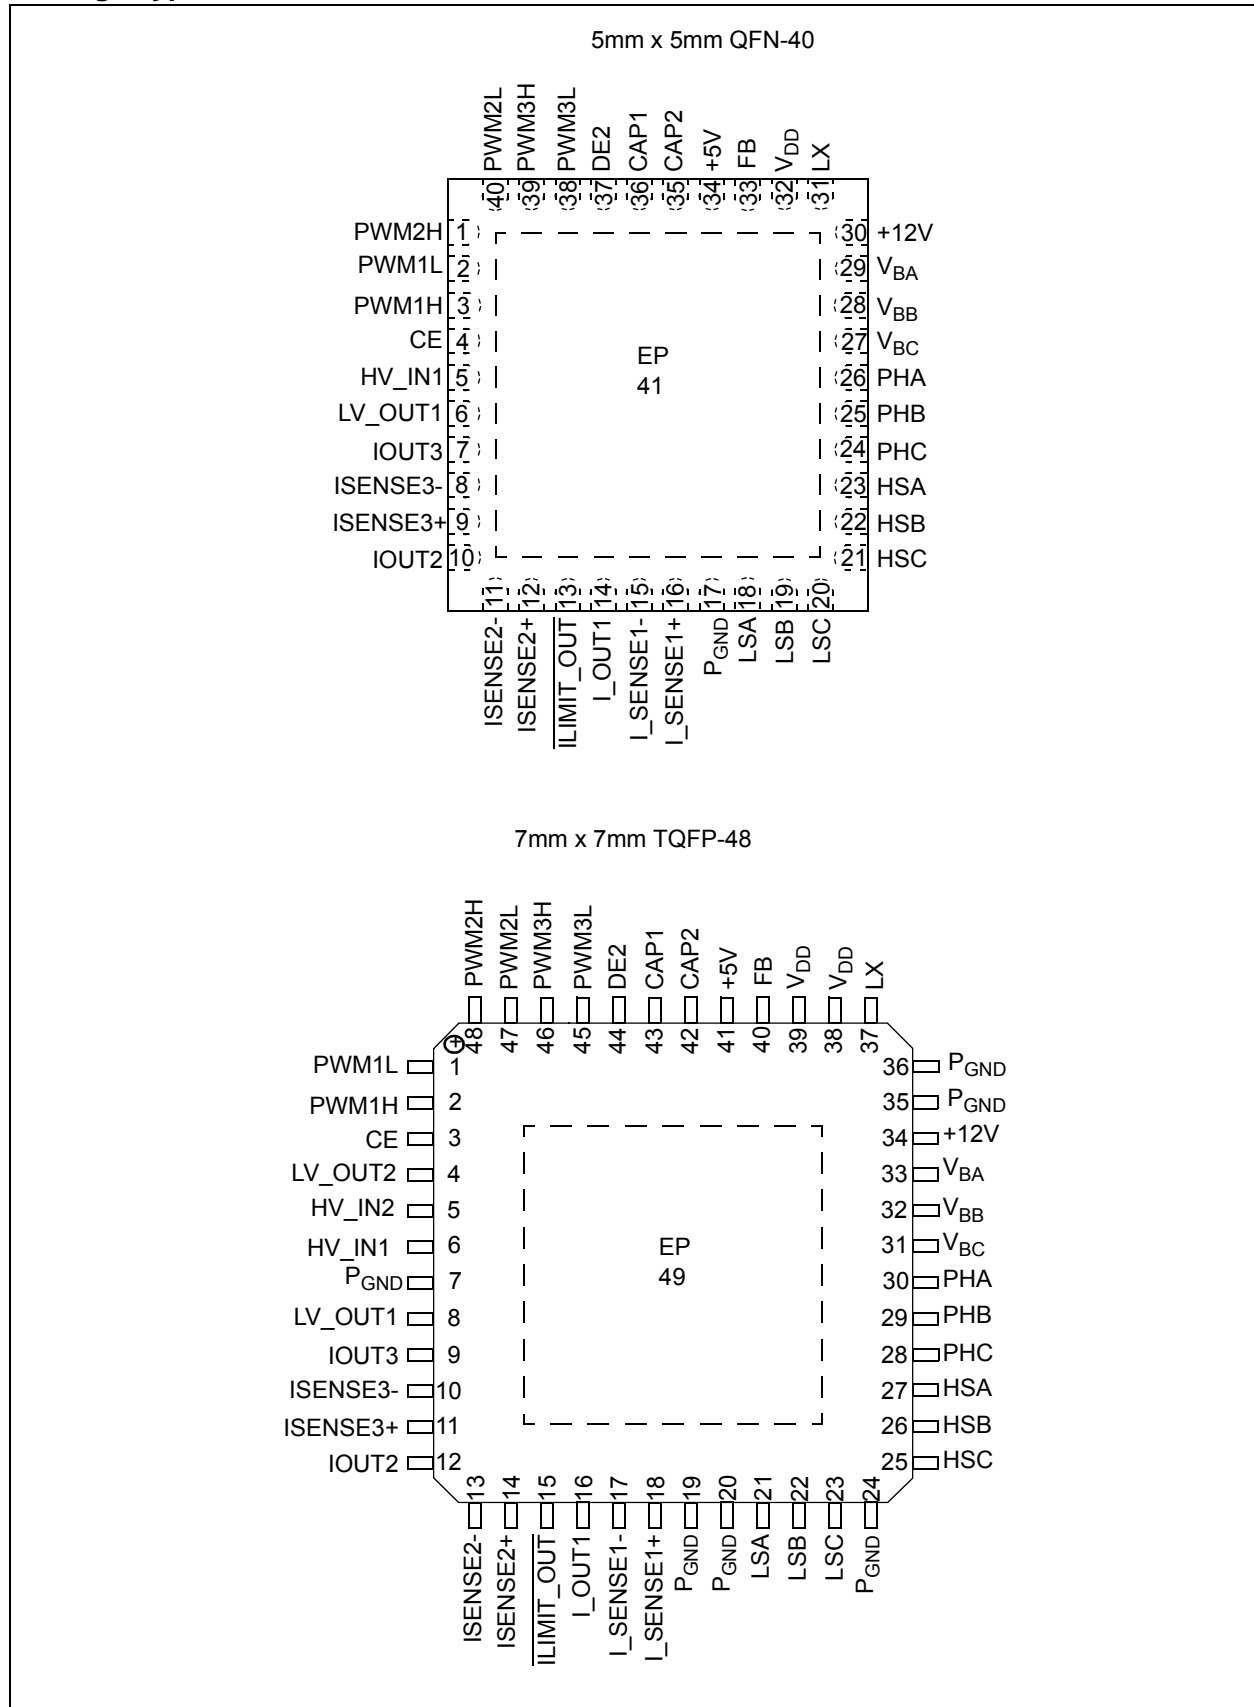 5mm x 5mm QFN-40
PWM2L
PWM3H
PWM3L
DE2
CAP1
CAP2
+5V
FB
VDD
LX
40 39 38 37 36 35 34 33 32 31
PWM2H 1
PWM1L 2
PWM1H 3
CE 4
HV_IN1 5
LV_OUT1 6
IOUT3 7
ISENSE3- 8
ISENSE3+ 9
IOUT2 10
EP
41
30 +12V
29 VBA
28 VBB
27 VBC
26 PHA
25 PHB
24 PHC
23 HSA
22 HSB
21 HSC
11 12 13 14 15 16 17 18 19 20
ISENSE2-
ISENSE2+
ILIMIT_OUT
I_OUT1
I_SENSE1-
I_SENSE1+
PGND
LSA
LSB
LSC
7mm x 7mm TQFP-48
PWM2H
PWM2L
PWM3H
PWM3L
DE2
CAP1
CAP2
+5V
FB
VDD
VDD
LX
48 47 46 45 44 43 42 41 40 39 38 37
PWM1L 1
PWM1H 2
CE 3
LV_OUT2 4
HV_IN2 5
HV_IN1 6
PGND 7
LV_OUT1 8
IOUT3 9
ISENSE3- 10
ISENSE3+ 11
IOUT2 12
EP
49
36 PGND
35 PGND
34 +12V
33 VBA
32 VBB
31 VBC
30 PHA
29 PHB
28 PHC
27 HSA
26 HSB
25 HSC
13 14 15 16 17 18 19 20 21 22 23 24
ISENSE2-
ISENSE2+
ILIMIT_OUT
I_OUT1
I_SENSE1-
I_SENSE1+
PGND
PGND
LSA
LSB
LSC
PGND